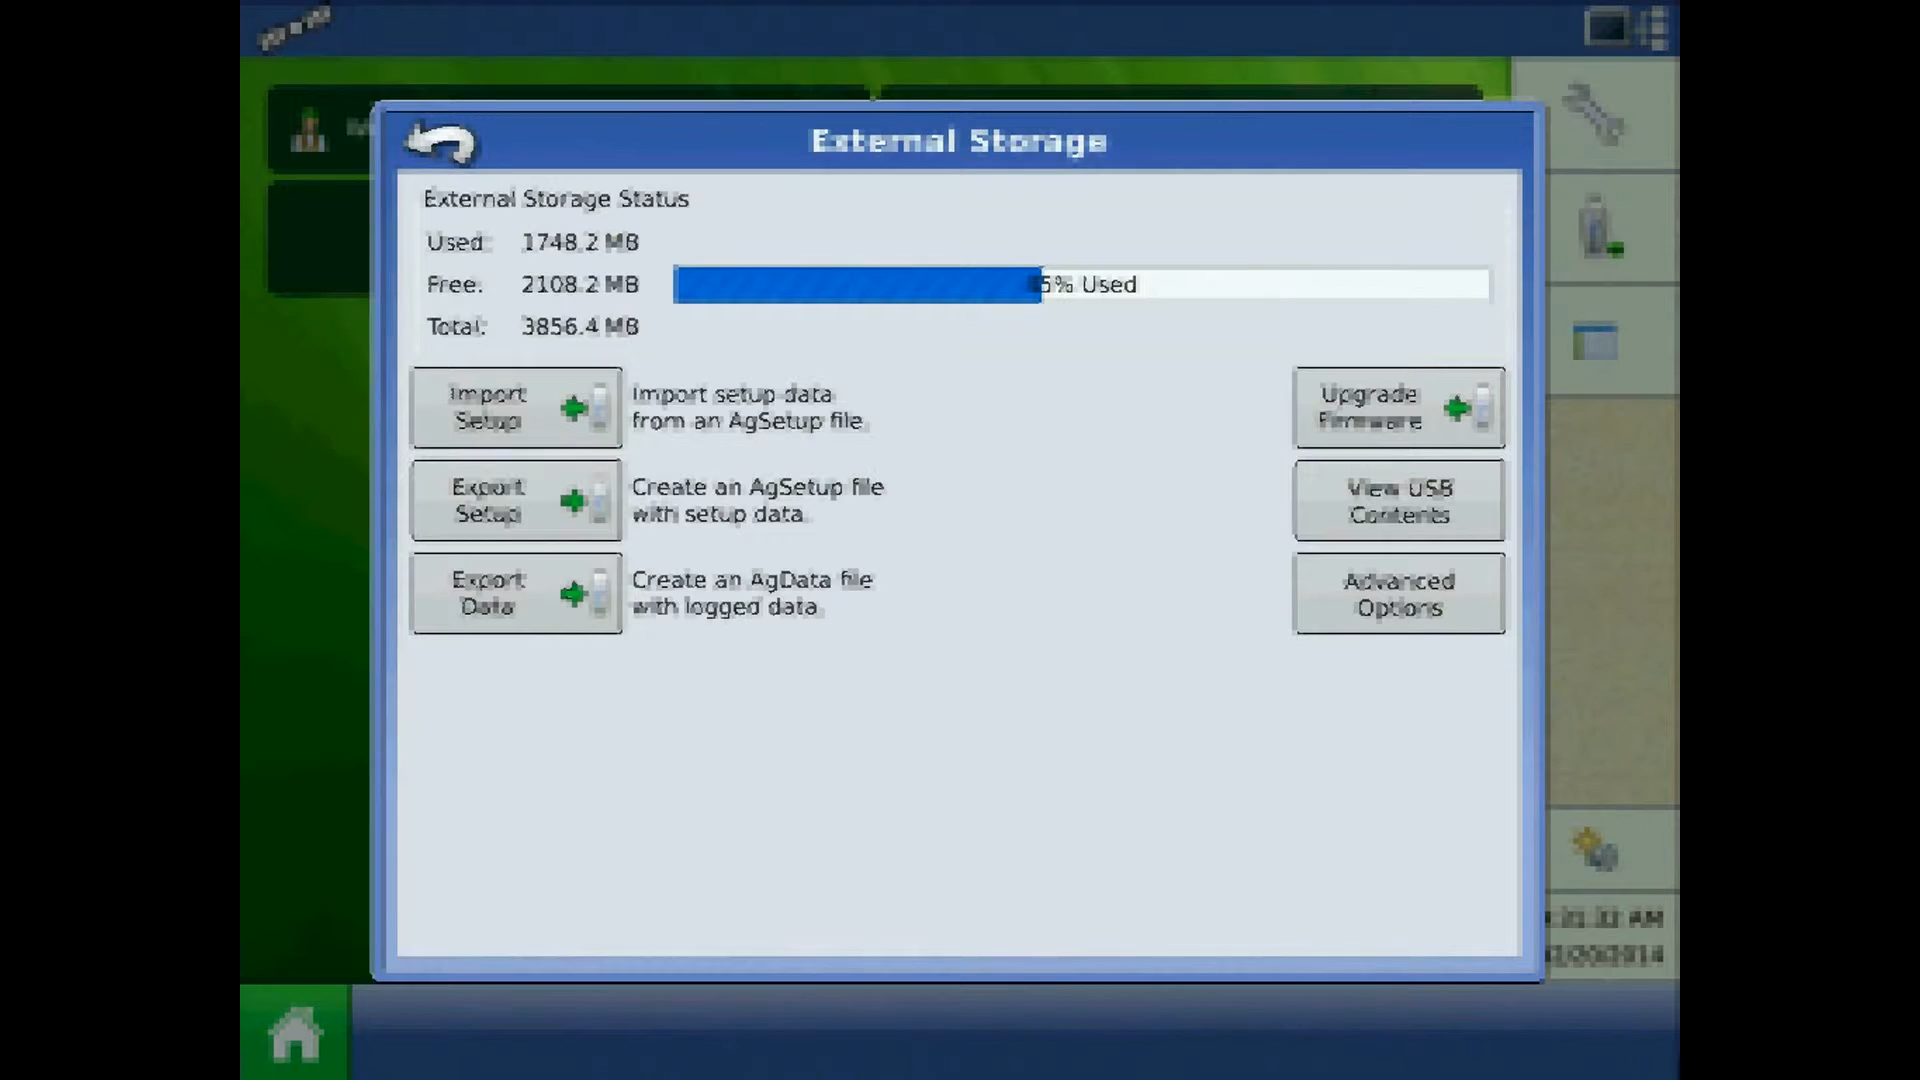 External Storage
External Storage Status
Used: 1748.2 MB
Free: 2108.2 MB
45% Used
Total: 3856.4 MB
Import
Setup
Import setup data
from an AgSetup file.
Upgrade
Firmware
Export
Setup
Create an AgSetup file
with setup data.
View USB
Contents
Export
Data
Create an AgData file
with logged data.
Advanced
Options